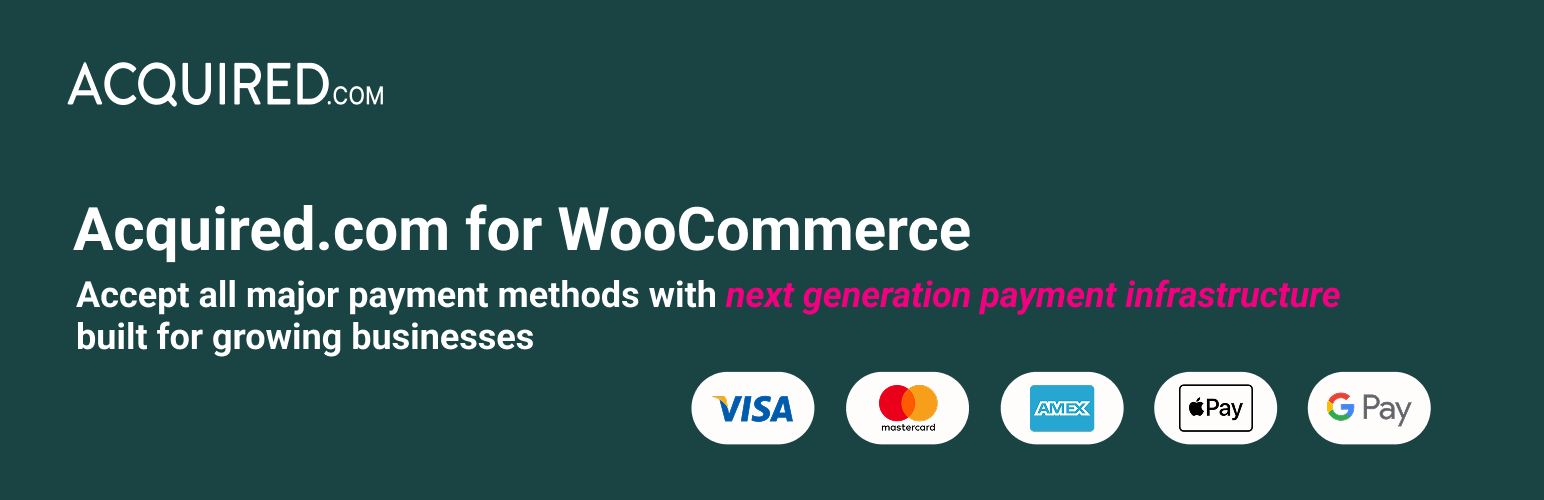 ACQUIRED.COM
Acquired.com for WooCommerce
Accept all major payment methods with next generation payment infrastructure
built for growing businesses
VISA
mastercard
AMEX
Pay
G Pay